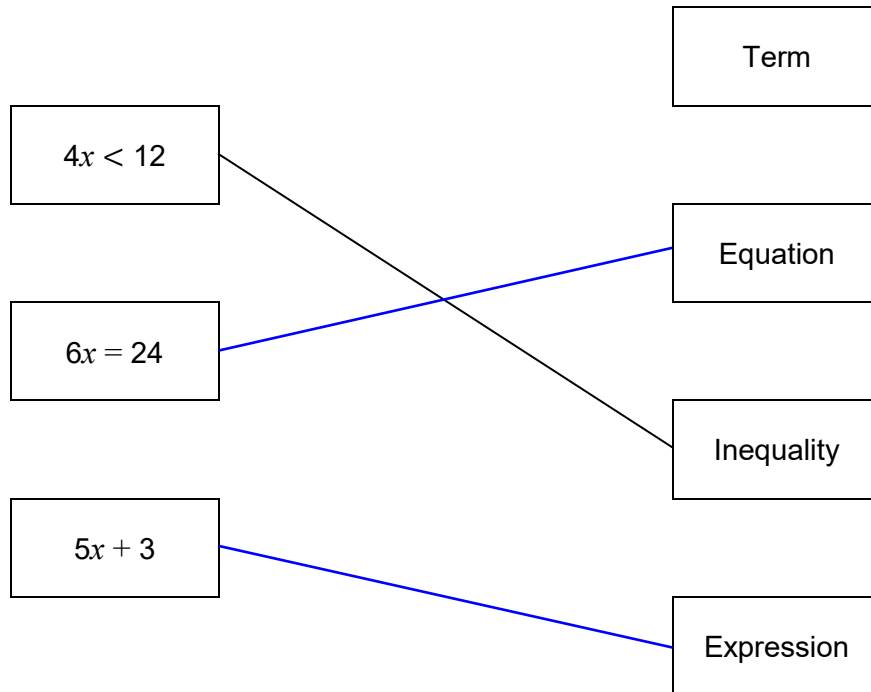 Term
4x < 12
Equation
6x = 24
Inequality
5x + 3
Expression